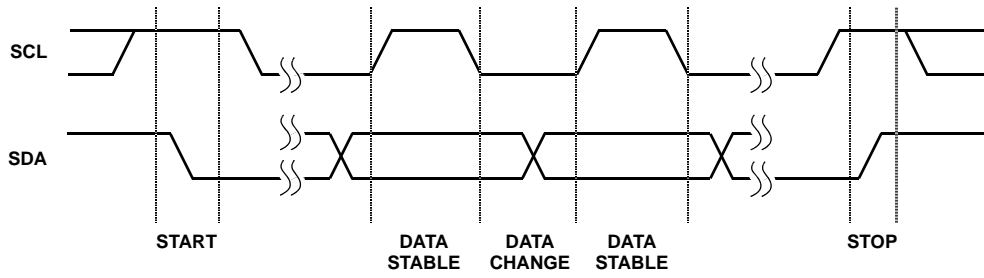 SCL
SDA
START
DATA
STABLE
DATA
CHANGE
DATA
STABLE
STOP